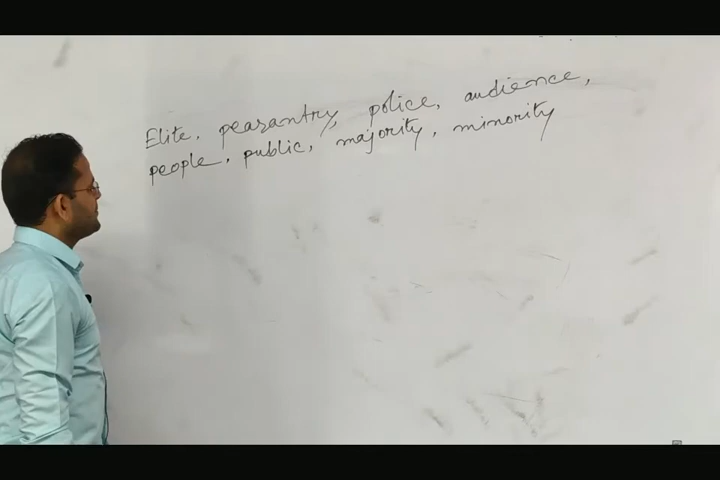 Elite, peasantry, police, audience,
people, public, majority, minority